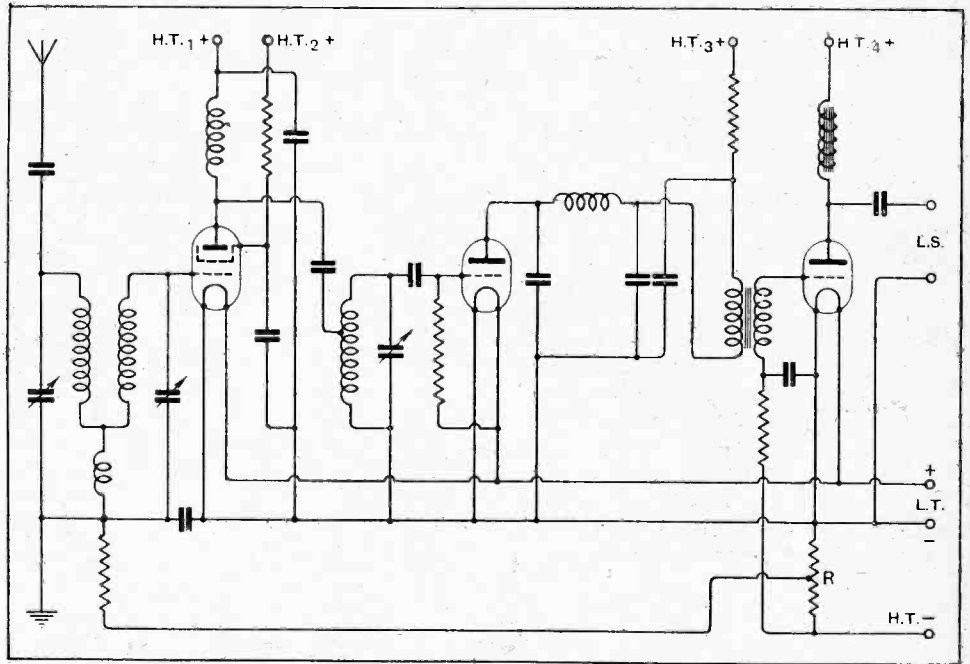 H.T.1 +
H.T.2 +
H.T.3 +
H.T.4 +
L.S.
+
L.T.
−
R
H.T. −